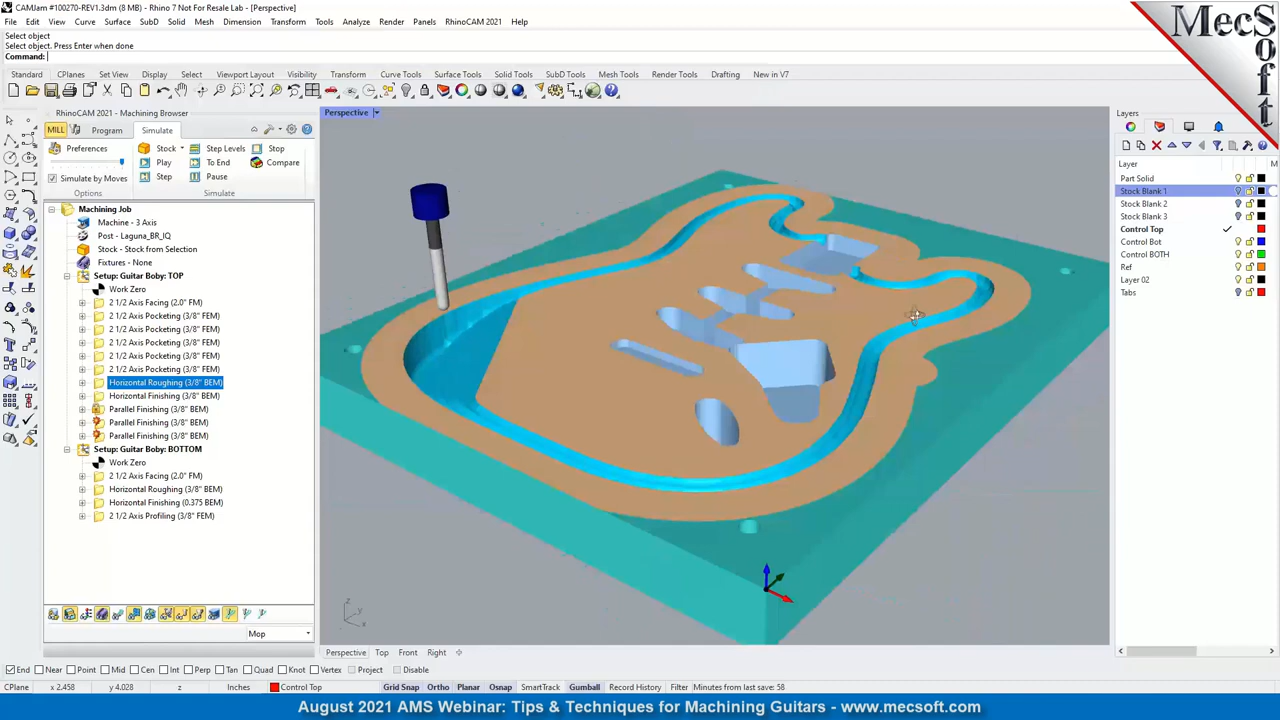 CAMJam #100270-REV1.3dm (8 MB) - Rhino 7 Not For Resale Lab - [Perspective]
File Edit View Curve Surface SubD Solid Mesh Dimension Transform Tools Analyze Render Panels RhinoCAM 2021 Help
Select object
Select object. Press Enter when done
Command:
Standard CPlanes Set View Display Select Viewport Layout Visibility Transform Curve Tools Surface Tools Solid Tools SubD Tools Mesh Tools Render Tools Drafting New in V7
MecSoft
RhinoCAM 2021 - Machining Browser
MILL Program Simulate
Preferences Stock Step Levels Stop
Play To End Compare
Simulate by Moves Step Pause
Options Simulate
Machining Job
Machine - 3 Axis
Post - Laguna_BR_IQ
Stock - Stock from Selection
Fixtures - None
Setup: Guitar Boby: TOP
Work Zero
2 1/2 Axis Facing (2.0" FM)
2 1/2 Axis Pocketing (3/8" FEM)
2 1/2 Axis Pocketing (3/8" FEM)
2 1/2 Axis Pocketing (3/8" FEM)
2 1/2 Axis Pocketing (3/8" FEM)
2 1/2 Axis Pocketing (3/8" FEM)
Horizontal Roughing (3/8" BEM)
Horizontal Finishing (3/8" BEM)
Parallel Finishing (3/8" BEM)
Parallel Finishing (3/8" BEM)
Parallel Finishing (3/8" BEM)
Setup: Guitar Boby: BOTTOM
Work Zero
2 1/2 Axis Facing (2.0" FM)
Horizontal Roughing (3/8" BEM)
Horizontal Finishing (0.375 BEM)
2 1/2 Axis Profiling (3/8" FEM)
Mop
Perspective
z
y
x
Perspective Top Front Right
Layers
Layer M
Part Solid
Stock Blank 1
Stock Blank 2
Stock Blank 3
Control Top
Control Bot
Control BOTH
Ref
Layer 02
Tabs
End Near Point Mid Cen Int Perp Tan Quad Knot Vertex Project Disable
CPlane x 2.458 y 4.028 z Inches Control Top Grid Snap Ortho Planar Osnap SmartTrack Gumball Record History Filter Minutes from last save: 58
August 2021 AMS Webinar: Tips & Techniques for Machining Guitars - www.mecsoft.com